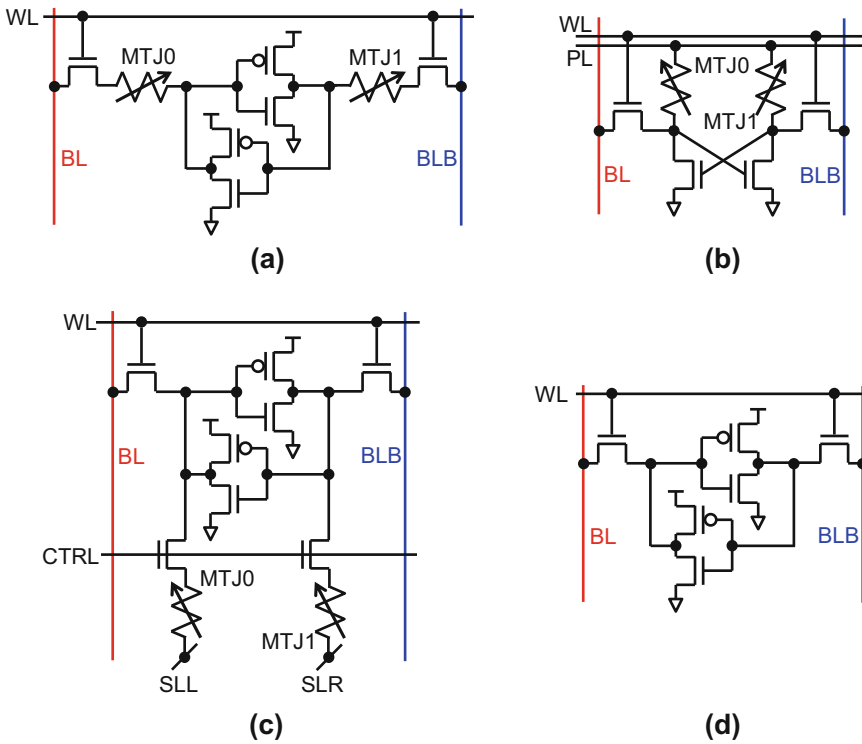 WL
MTJ0
MTJ1
BL
BLB
(a)
WL
PL
MTJ0
MTJ1
BL
BLB
(b)
WL
BL
BLB
CTRL
MTJ0
MTJ1
SLL
SLR
(c)
WL
BL
BLB
(d)